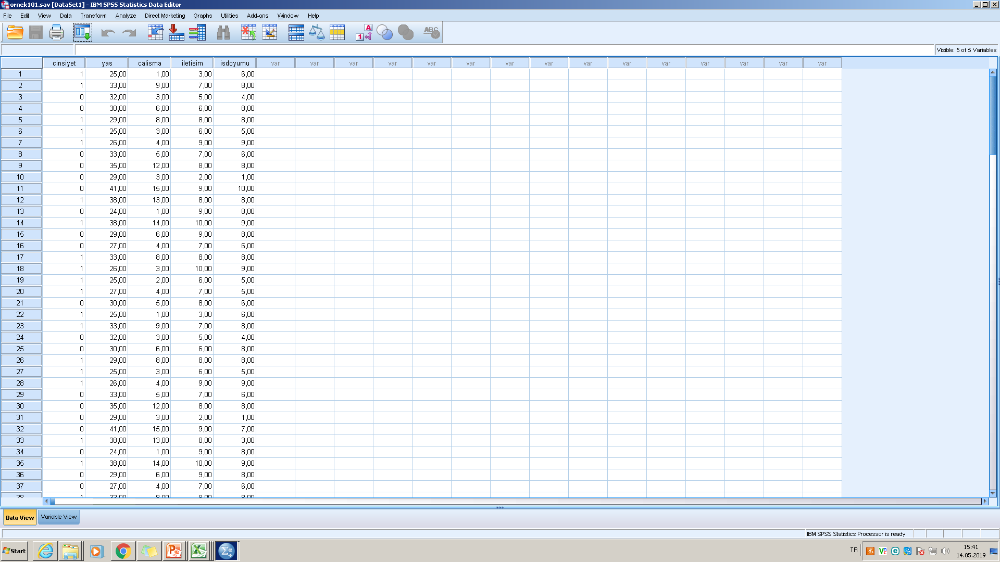 ornek101.sav [DataSet1] - IBM SPSS Statistics Data Editor
File Edit View Data Transform Analyze Direct Marketing Graphs Utilities Add-ons Window Help
Visible: 5 of 5 Variables
cinsiyet yas calisma iletisim isdoyumu var var var var var var var var var var var var var var
1 1 25,00 1,00 3,00 6,00
2 1 33,00 9,00 7,00 8,00
3 0 32,00 3,00 5,00 4,00
4 0 30,00 6,00 6,00 8,00
5 1 29,00 8,00 8,00 8,00
6 1 25,00 3,00 6,00 5,00
7 1 26,00 4,00 9,00 9,00
8 0 33,00 5,00 7,00 6,00
9 0 35,00 12,00 8,00 8,00
10 0 29,00 3,00 2,00 1,00
11 0 41,00 15,00 9,00 10,00
12 1 38,00 13,00 8,00 8,00
13 0 24,00 1,00 9,00 8,00
14 1 38,00 14,00 10,00 9,00
15 0 29,00 6,00 9,00 8,00
16 0 27,00 4,00 7,00 6,00
17 1 33,00 8,00 8,00 8,00
18 1 26,00 3,00 10,00 9,00
19 1 25,00 2,00 6,00 5,00
20 1 27,00 4,00 7,00 5,00
21 0 30,00 5,00 8,00 6,00
22 1 25,00 1,00 3,00 6,00
23 1 33,00 9,00 7,00 8,00
24 0 32,00 3,00 5,00 4,00
25 0 30,00 6,00 6,00 8,00
26 1 29,00 8,00 8,00 8,00
27 1 25,00 3,00 6,00 5,00
28 1 26,00 4,00 9,00 9,00
29 0 33,00 5,00 7,00 6,00
30 0 35,00 12,00 8,00 8,00
31 0 29,00 3,00 2,00 1,00
32 0 41,00 15,00 9,00 7,00
33 1 38,00 13,00 8,00 3,00
34 0 24,00 1,00 9,00 8,00
35 1 38,00 14,00 10,00 9,00
36 0 29,00 6,00 9,00 8,00
37 0 27,00 4,00 7,00 6,00
38 1 33,00 8,00 8,00 8,00
Data View Variable View
IBM SPSS Statistics Processor is ready
Start
TR
15:41
14.05.2019